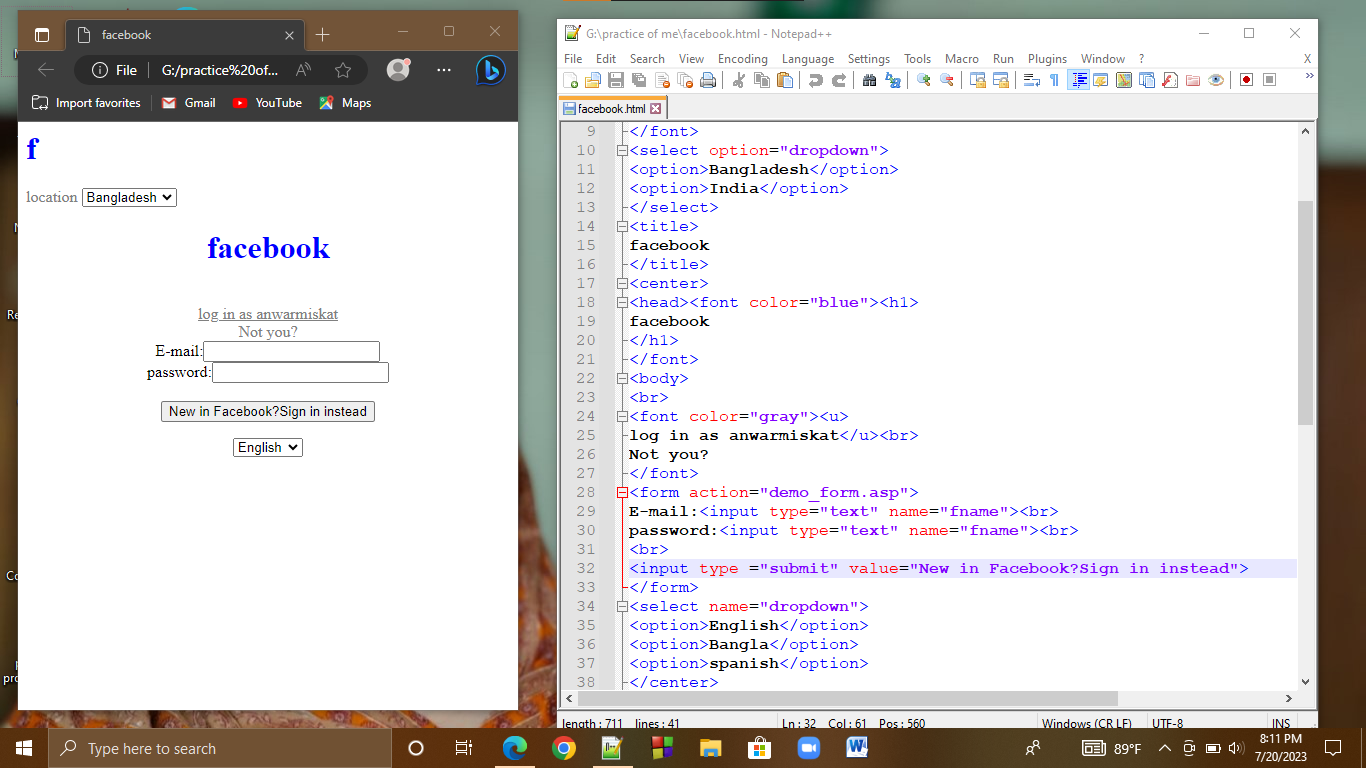 facebook
File
G:/practice%20of...
Import favorites
Gmail
YouTube
Maps
f
location Bangladesh
facebook
log in as anwarmiskat
Not you?
E-mail:
password:
New in Facebook?Sign in instead
English
G:\practice of me\facebook.html - Notepad++
File Edit Search View Encoding Language Settings Tools Macro Run Plugins Window ? X
facebook.html
9 </font>
10 <select option="dropdown">
11 <option>Bangladesh</option>
12 <option>India</option>
13 </select>
14 <title>
15 facebook
16 </title>
17 <center>
18 <head><font color="blue"><h1>
19 facebook
20 </h1>
21 </font>
22 <body>
23 <br>
24 <font color="gray"><u>
25 log in as anwarmiskat</u><br>
26 Not you?
27 </font>
28 <form action="demo_form.asp">
29 E-mail:<input type="text" name="fname"><br>
30 password:<input type="text" name="fname"><br>
31 <br>
32 <input type ="submit" value="New in Facebook?Sign in instead">
33 </form>
34 <select name="dropdown">
35 <option>English</option>
36 <option>Bangla</option>
37 <option>spanish</option>
38 </center>
length : 711 lines : 41 Ln : 32 Col : 61 Pos : 560 Windows (CR LF) UTF-8 INS
Type here to search
89°F
8:11 PM
7/20/2023